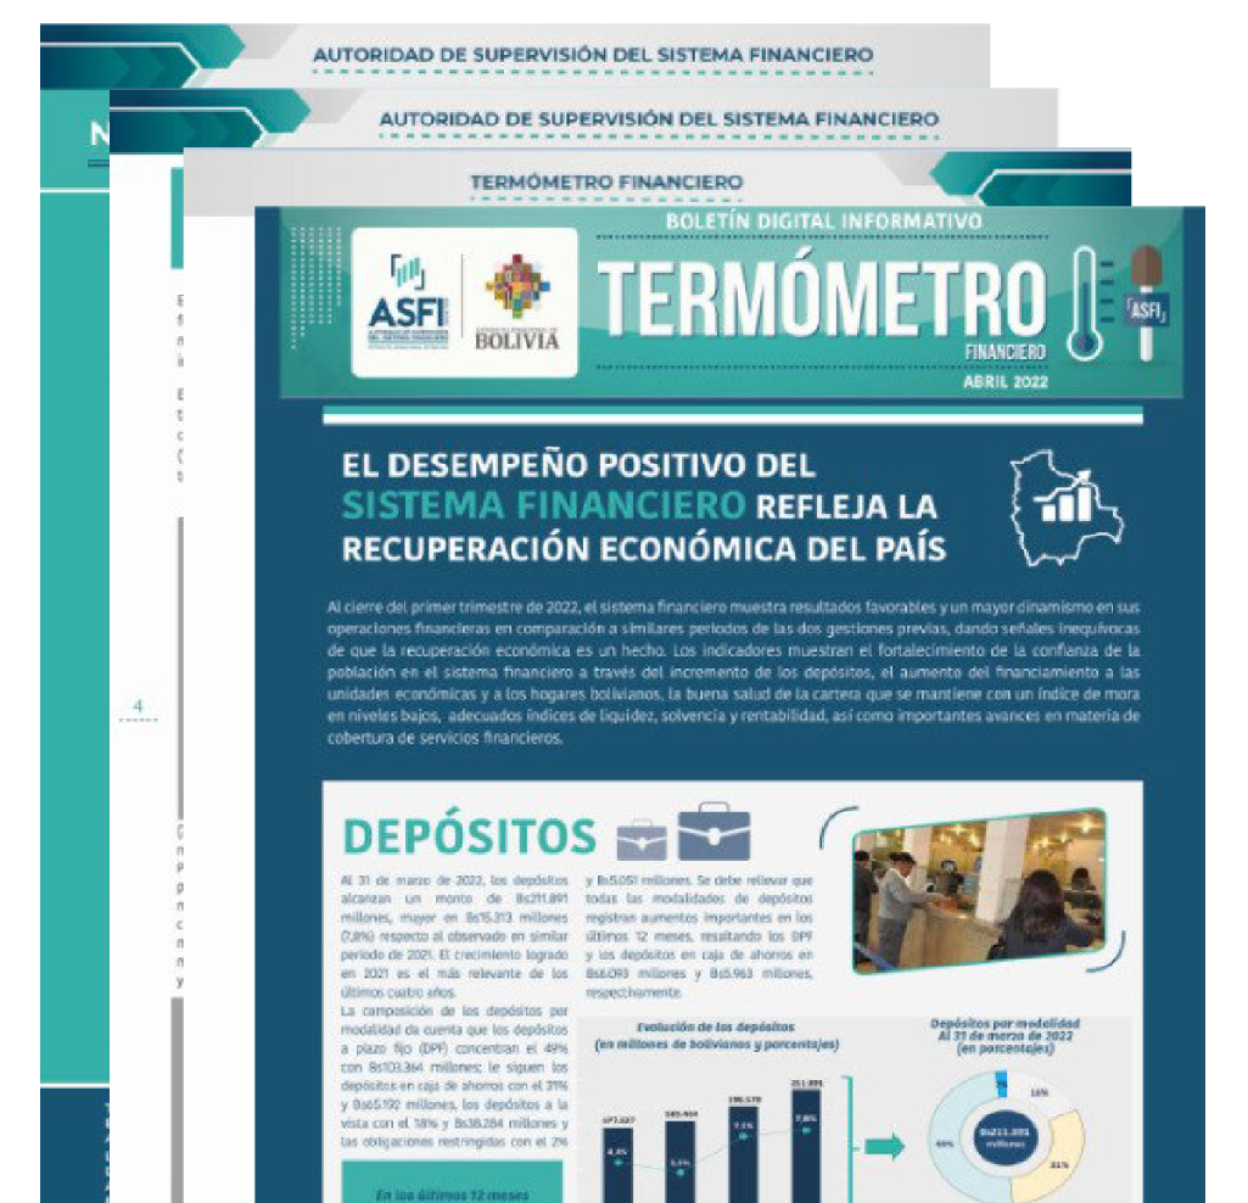 AUTORIDAD DE SUPERVISIÓN DEL SISTEMA FINANCIERO
AUTORIDAD DE SUPERVISIÓN DEL SISTEMA FINANCIERO
N
TERMÓMETRO FINANCIERO
BOLETÍN DIGITAL INFORMATIVO
TERMÓMETRO
FINANCIERO
ABRIL 2022
ASFI
BOLIVIA
ASFI
EL DESEMPEÑO POSITIVO DEL
SISTEMA FINANCIERO REFLEJA LA
RECUPERACIÓN ECONÓMICA DEL PAÍS
Al cierre del primer trimestre de 2022, el sistema financiero muestra resultados favorables y un mayor dinamismo en sus
operaciones financieras en comparación a similares periodos de las dos gestiones previas, dando señales inequívocas
de que la recuperación económica es un hecho. Los indicadores muestran el fortalecimiento de la confianza de la
población en el sistema financiero a través del incremento de los depósitos, el aumento del financiamiento a las
unidades económicas y a los hogares bolivianos, la buena salud de la cartera que se mantiene con un índice de mora
en niveles bajos, adecuados índices de liquidez, solvencia y rentabilidad, así como importantes avances en materia de
cobertura de servicios financieros.
4
DEPÓSITOS
Al 31 de marzo de 2022, los depósitos
alcanzan un monto de Bs211.891
millones, mayor en Bs15.313 millones
(7,8%) respecto al observado en similar
periodo de 2021. El crecimiento logrado
en 2021 es el más relevante de los
últimos cuatro años.
La composición de los depósitos por
modalidad da cuenta que los depósitos
a plazo fijo (DPF) concentran el 49%
con Bs103.364 millones; le siguen los
depósitos en caja de ahorros con el 31%
y Bs65.192 millones, los depósitos a la
vista con el 18% y Bs38.284 millones y
las obligaciones restringidas con el 2%
y Bs5.051 millones. Se debe relievar que
todas las modalidades de depósito
registran aumentos importantes en los
últimos 12 meses, resaltando los DPF
y los depósitos en caja de ahorros en
Bs6.093 millones y Bs5.963 millones,
respectivamente.
En los últimos 12 meses
Evolución de los depósitos
(en millones de bolivianos y porcentajes)
211.891
7,8%
Depósitos por modalidad
Al 31 de marzo de 2022
(en porcentajes)
2%
18%
49%
31%
Bs211.891
millones